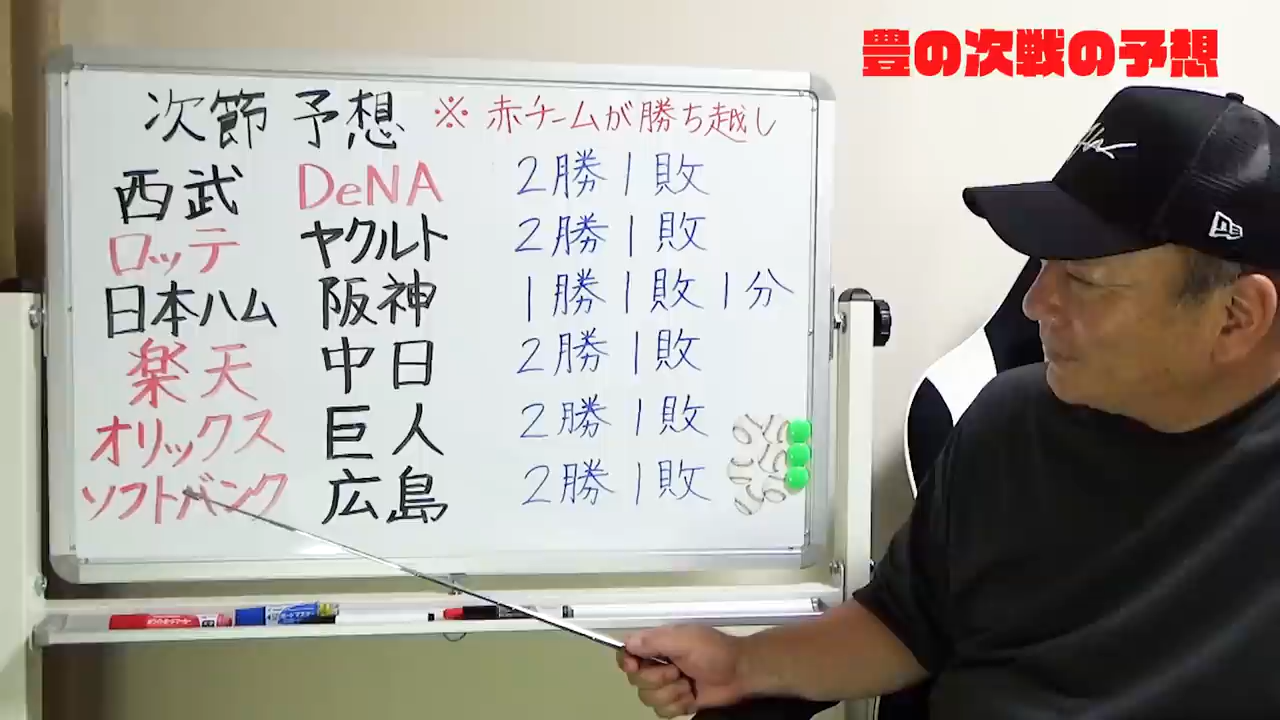 豊の次戦の予想
次節 予想 ※ 赤チームが勝ち越し
西武 DeNA 2勝1敗
ロッテ ヤクルト 2勝1敗
日本ハム 阪神 1勝1敗1分
楽天 中日 2勝1敗
オリックス 巨人 2勝1敗
ソフトバンク 広島 2勝1敗